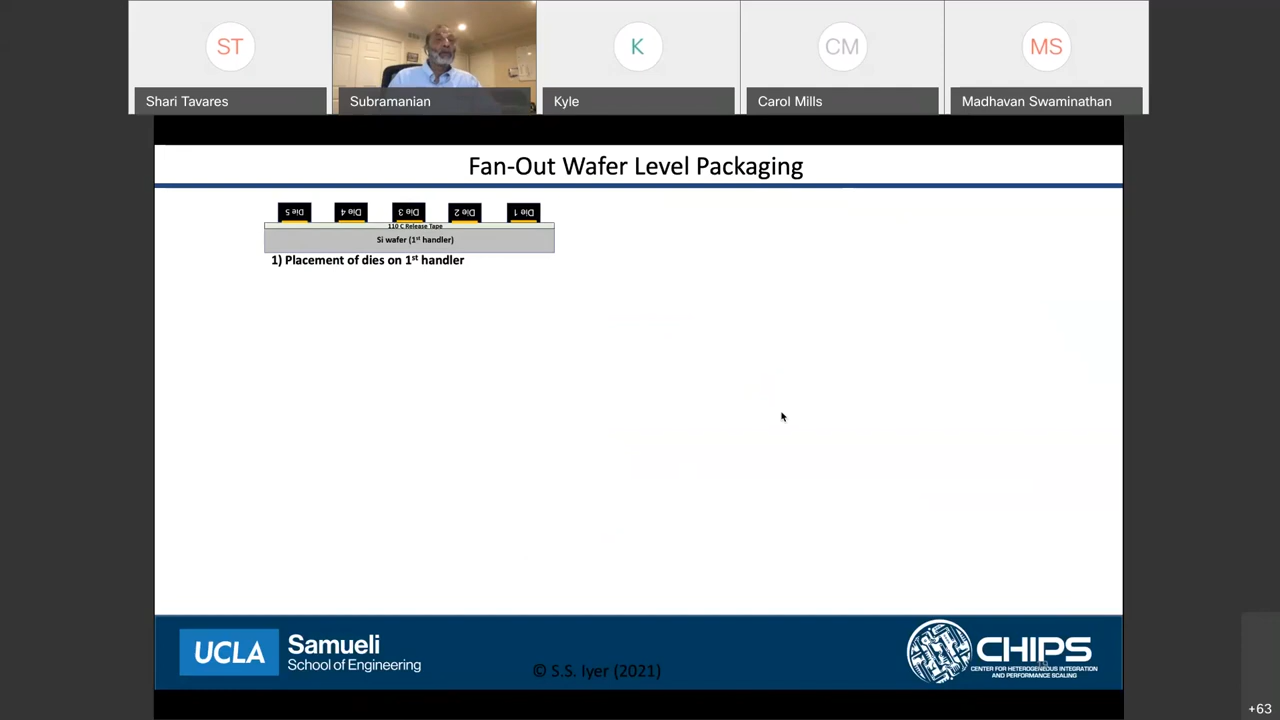 ST
K
CM
MS
Shari Tavares
Subramanian
Kyle
Carol Mills
Madhavan Swaminathan
Fan-Out Wafer Level Packaging
Die 5
Die 4
Die 3
Die 2
Die 1
110 C Release Tape
Si wafer (1st handler)
1) Placement of dies on 1st handler
UCLA
Samueli
School of Engineering
© S.S. Iyer (2021)
CHIPS
CENTER FOR HETEROGENEOUS INTEGRATION
AND PERFORMANCE SCALING
+63